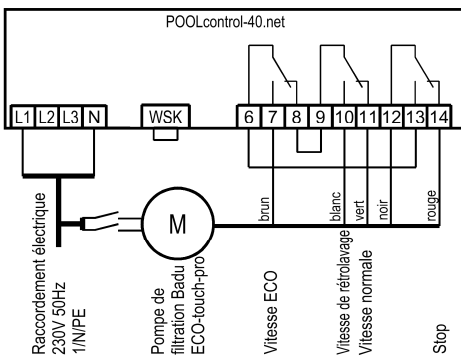 POOLcontrol-40.net
L1 L2 L3 N
WSK
6 7 8 9 10 11 12 13 14
brun
blanc
vert
noir
rouge
M
Raccordement électrique
230V 50Hz
1/N/PE
Pompe de
filtration Badu
ECO-touch-pro
Vitesse ECO
Vitesse de rétrolavage
Vitesse normale
Stop